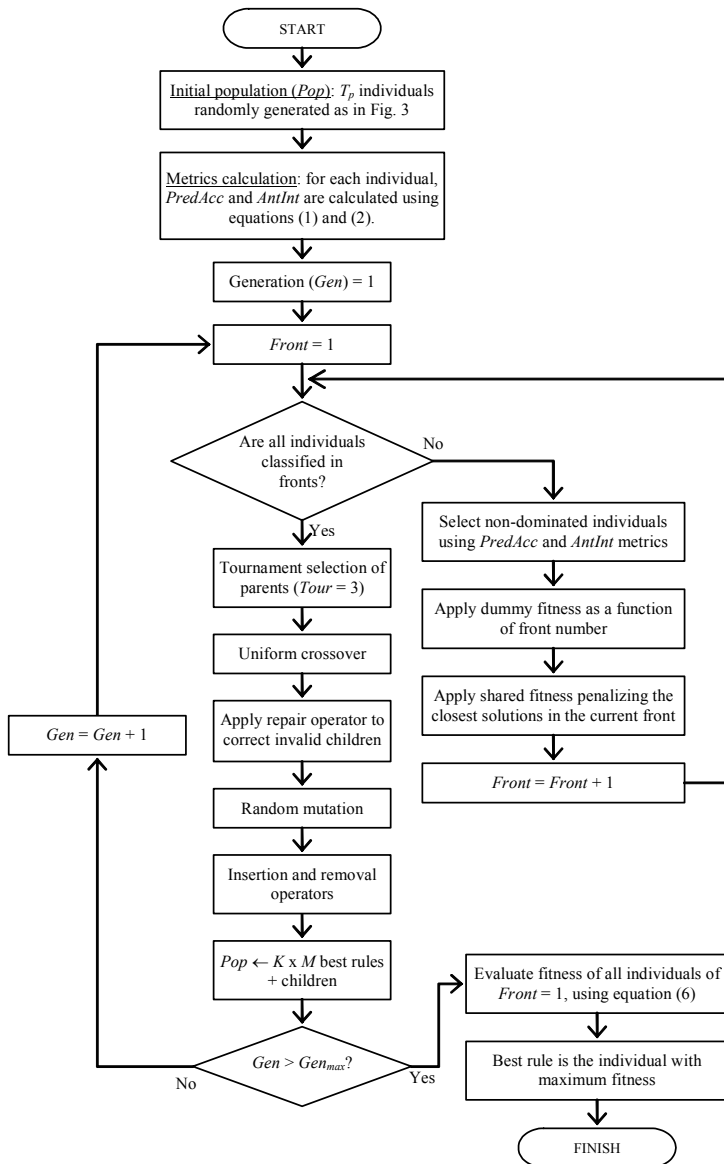 START
Initial population (Pop): Tp individuals
randomly generated as in Fig. 3
Metrics calculation: for each individual,
PredAcc and AntInt are calculated using
equations (1) and (2).
Generation (Gen) = 1
Front = 1
Are all individuals
classified in
fronts?
No
Yes
Select non-dominated individuals
using PredAcc and AntInt metrics
Apply dummy fitness as a function
of front number
Apply shared fitness penalizing the
closest solutions in the current front
Front = Front + 1
Tournament selection of
parents (Tour = 3)
Uniform crossover
Apply repair operator to
correct invalid children
Random mutation
Insertion and removal
operators
Pop ← K x M best rules
+ children
Gen > Genmax?
No
Yes
Gen = Gen + 1
Evaluate fitness of all individuals of
Front = 1, using equation (6)
Best rule is the individual with
maximum fitness
FINISH